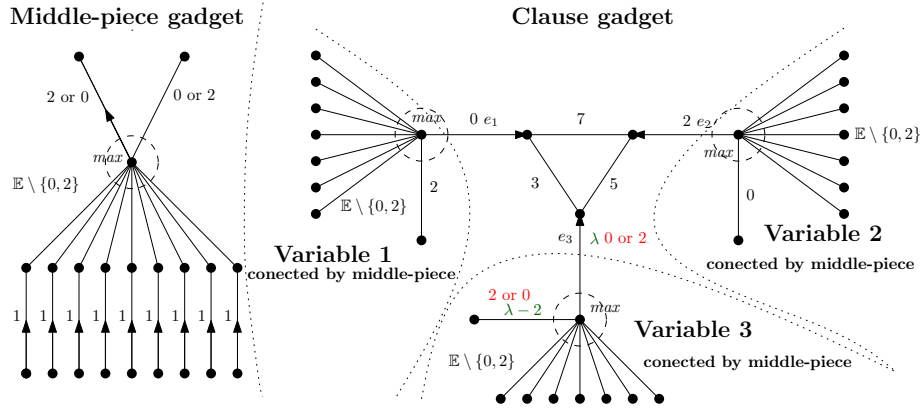 Middle-piece gadget
Clause gadget
2 or 0
0 or 2
max
𝔼 \ {0, 2}
1 1 1 1 1 1 1 1 1
max
0 e₁
7
2 e₂
max
𝔼 \ {0, 2}
2
𝔼 \ {0, 2}
3
5
0
Variable 1
conected by middle-piece
Variable 2
conected by middle-piece
e₃
λ 0 or 2
2 or 0
λ − 2
max
𝔼 \ {0, 2}
Variable 3
conected by middle-piece